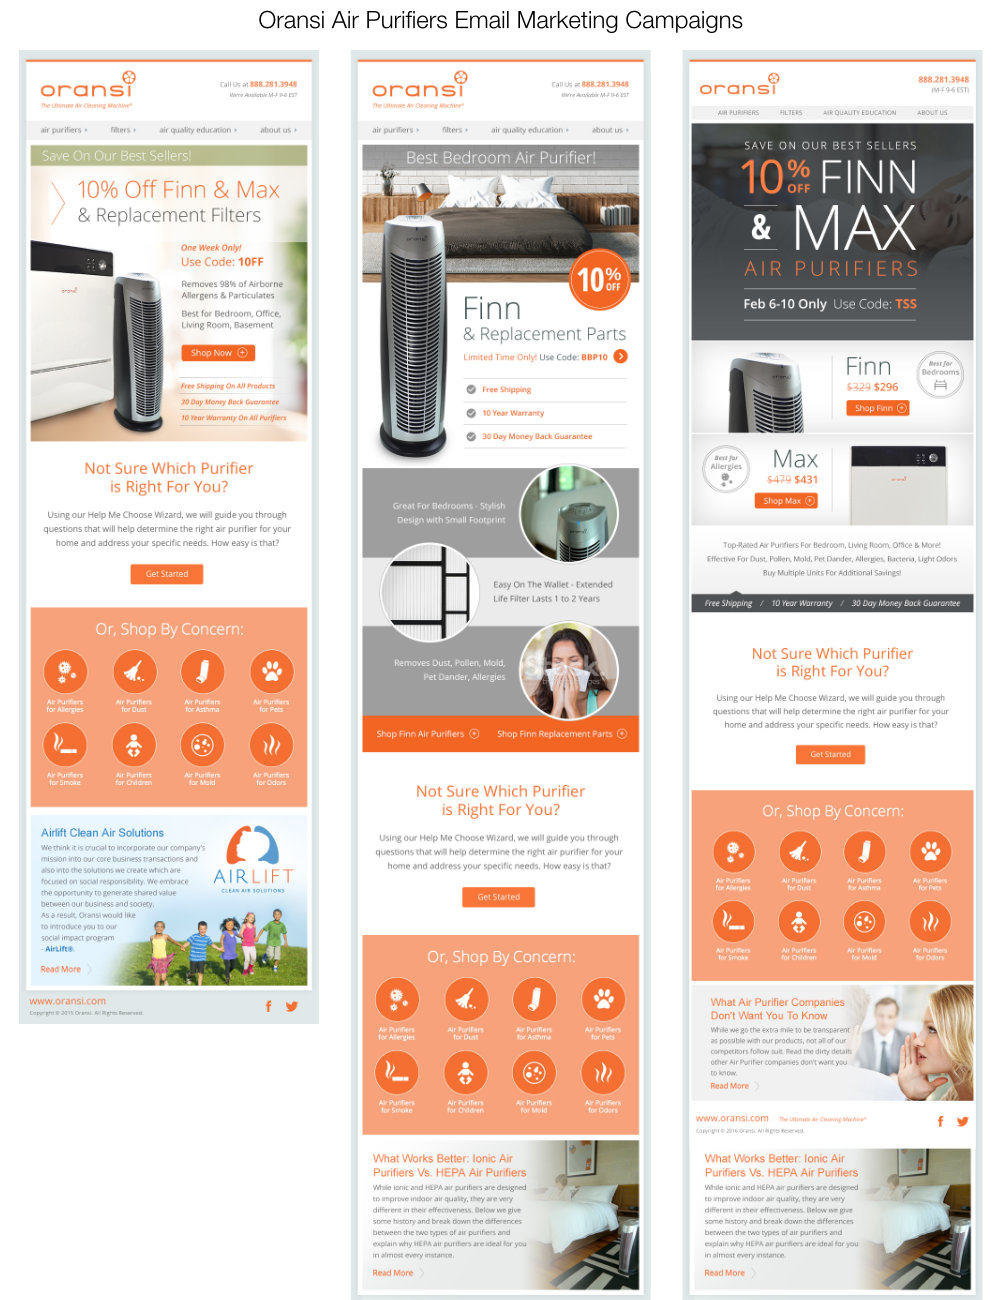 Oransi Air Purifiers Email Marketing Campaigns
oransi
The Ultimate Air Cleaning Machine®
Call Us at 888.281.3948
We're Available M-F 9-6 EST
air purifiers
filters
air quality education
about us
Save On Our Best Sellers!
10% Off Finn & Max
& Replacement Filters
One Week Only!
Use Code: 10FF
Removes 98% of Airborne
Allergens & Particulates
Best for Bedroom, Office,
Living Room, Basement
Shop Now
Free Shipping On All Products
30 Day Money Back Guarantee
10 Year Warranty On All Purifiers
oransi
Not Sure Which Purifier
is Right For You?
Using our Help Me Choose Wizard, we will guide you through
questions that will help determine the right air purifier for your
home and address your specific needs. How easy is that?
Get Started
Or, Shop By Concern:
Air Purifiers
for Allergies
Air Purifiers
for Dust
Air Purifiers
for Asthma
Air Purifiers
for Pets
Air Purifiers
for Smoke
Air Purifiers
for Children
Air Purifiers
for Mold
Air Purifiers
for Odors
Airlift Clean Air Solutions
We think it is crucial to incorporate our company's
mission into our core business transactions and
also into the solutions we create which are
focused on social responsibility. We embrace
the opportunity to generate shared value
between our business and society.
As a result, Oransi would like
to introduce you to our
social impact program
- AirLift®.
Read More
AIRLIFT
CLEAN AIR SOLUTIONS
www.oransi.com
Copyright © 2015 Oransi. All Rights Reserved.
oransi
The Ultimate Air Cleaning Machine®
Call Us at 888.281.3948
We're Available M-F 9-6 EST
air purifiers
filters
air quality education
about us
Best Bedroom Air Purifier!
oransi
10% OFF
Finn
& Replacement Parts
Limited Time Only! Use Code: BBP10
Free Shipping
10 Year Warranty
30 Day Money Back Guarantee
Great For Bedrooms - Stylish
Design with Small Footprint
Easy On The Wallet - Extended
Life Filter Lasts 1 to 2 Years
Removes Dust, Pollen, Mold,
Pet Dander, Allergies
Shop Finn Air Purifiers
Shop Finn Replacement Parts
Not Sure Which Purifier
is Right For You?
Using our Help Me Choose Wizard, we will guide you through
questions that will help determine the right air purifier for your
home and address your specific needs. How easy is that?
Get Started
Or, Shop By Concern:
Air Purifiers
for Allergies
Air Purifiers
for Dust
Air Purifiers
for Asthma
Air Purifiers
for Pets
Air Purifiers
for Smoke
Air Purifiers
for Children
Air Purifiers
for Mold
Air Purifiers
for Odors
What Works Better: Ionic Air
Purifiers Vs. HEPA Air Purifiers
While ionic and HEPA air purifiers are designed
to improve indoor air quality, they are very
different in their effectiveness. Below we give
some history and break down the differences
between the two types of air purifiers and
explain why HEPA air purifiers are ideal for you
in almost every instance.
Read More
oransi
888.281.3948
(M-F 9-6 EST)
AIR PURIFIERS
FILTERS
AIR QUALITY EDUCATION
ABOUT US
SAVE ON OUR BEST SELLERS
10% OFF FINN
& MAX
AIR PURIFIERS
Feb 6-10 Only Use Code: TSS
oransi
Finn
$329 $296
Shop Finn
Best for
Bedrooms
Best for
Allergies
Max
$479 $431
Shop Max
oransi
Top-Rated Air Purifiers For Bedroom, Living Room, Office & More!
Effective For Dust, Pollen, Mold, Pet Dander, Allergies, Bacteria, Light Odors
Buy Multiple Units For Additional Savings!
Free Shipping / 10 Year Warranty / 30 Day Money Back Guarantee
Not Sure Which Purifier
is Right For You?
Using our Help Me Choose Wizard, we will guide you through
questions that will help determine the right air purifier for your
home and address your specific needs. How easy is that?
Get Started
Or, Shop By Concern:
Air Purifiers
for Allergies
Air Purifiers
for Dust
Air Purifiers
for Asthma
Air Purifiers
for Pets
Air Purifiers
for Smoke
Air Purifiers
for Children
Air Purifiers
for Mold
Air Purifiers
for Odors
What Air Purifier Companies
Don't Want You To Know
While we go the extra mile to be transparent
as possible with our products, not all of our
competitors follow suit. Read the dirty details
other Air Purifier companies don't want you
to know.
Read More
www.oransi.com The Ultimate Air Cleaning Machine®
Copyright © 2016 Oransi. All Rights Reserved.
What Works Better: Ionic Air
Purifiers Vs. HEPA Air Purifiers
While ionic and HEPA air purifiers are designed
to improve indoor air quality, they are very
different in their effectiveness. Below we give
some history and break down the differences
between the two types of air purifiers and
explain why HEPA air purifiers are ideal for you
in almost every instance.
Read More